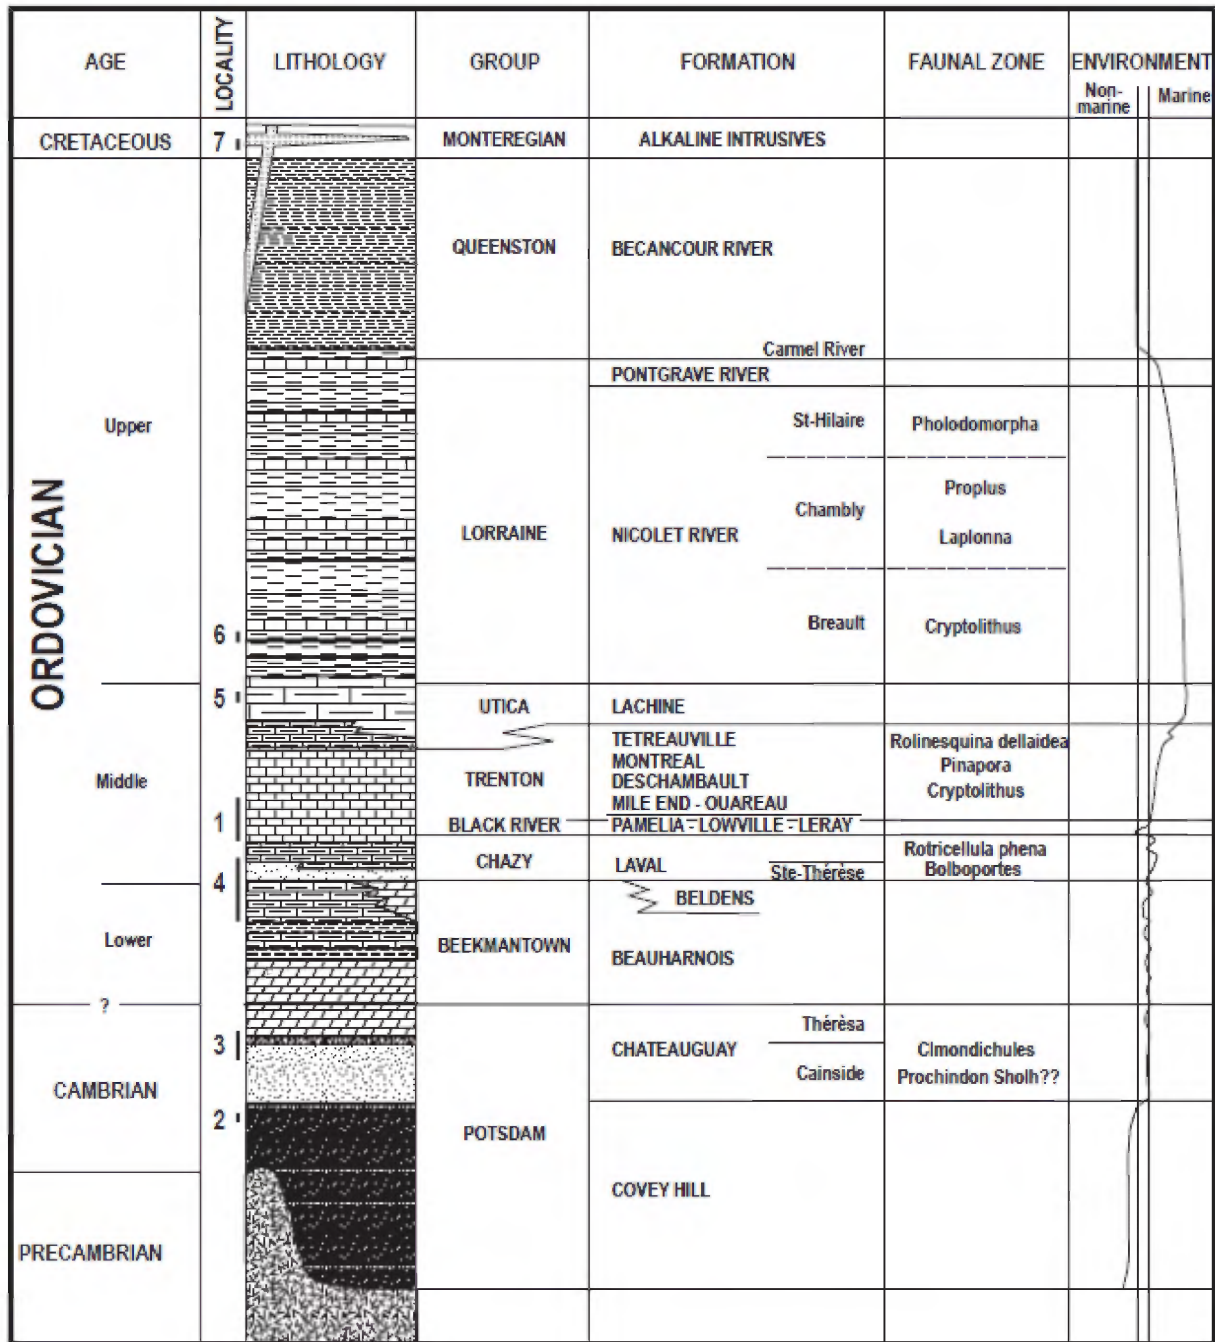 AGE LOCALITY LITHOLOGY GROUP FORMATION FAUNAL ZONE ENVIRONMENT
Non-marine Marine
CRETACEOUS 7 MONTEREGIAN ALKALINE INTRUSIVES
ORDOVICIAN
QUEENSTON BECANCOUR RIVER
Carmel River
PONTGRAVE RIVER
Upper St-Hilaire Pholodomorpha
Proplus
Chambly
LORRAINE NICOLET RIVER Laplonna
6 Breault Cryptolithus
5 UTICA LACHINE
TETREAUVILLE Rolinesquina dellaidea
MONTREAL Pinapora
Middle TRENTON DESCHAMBAULT Cryptolithus
MILE END - OUAREAU
1 BLACK RIVER PAMELIA - LOWVILLE - LERAY
Rotricellula phena
CHAZY LAVAL Ste-Thérèse Bolboportes
4 BELDENS
Lower BEEKMANTOWN BEAUHARNOIS
?
Thérèsa
3 CHATEAUGUAY Clmondichules
Cainside Prochindon Sholh??
CAMBRIAN
2 POTSDAM
COVEY HILL
PRECAMBRIAN